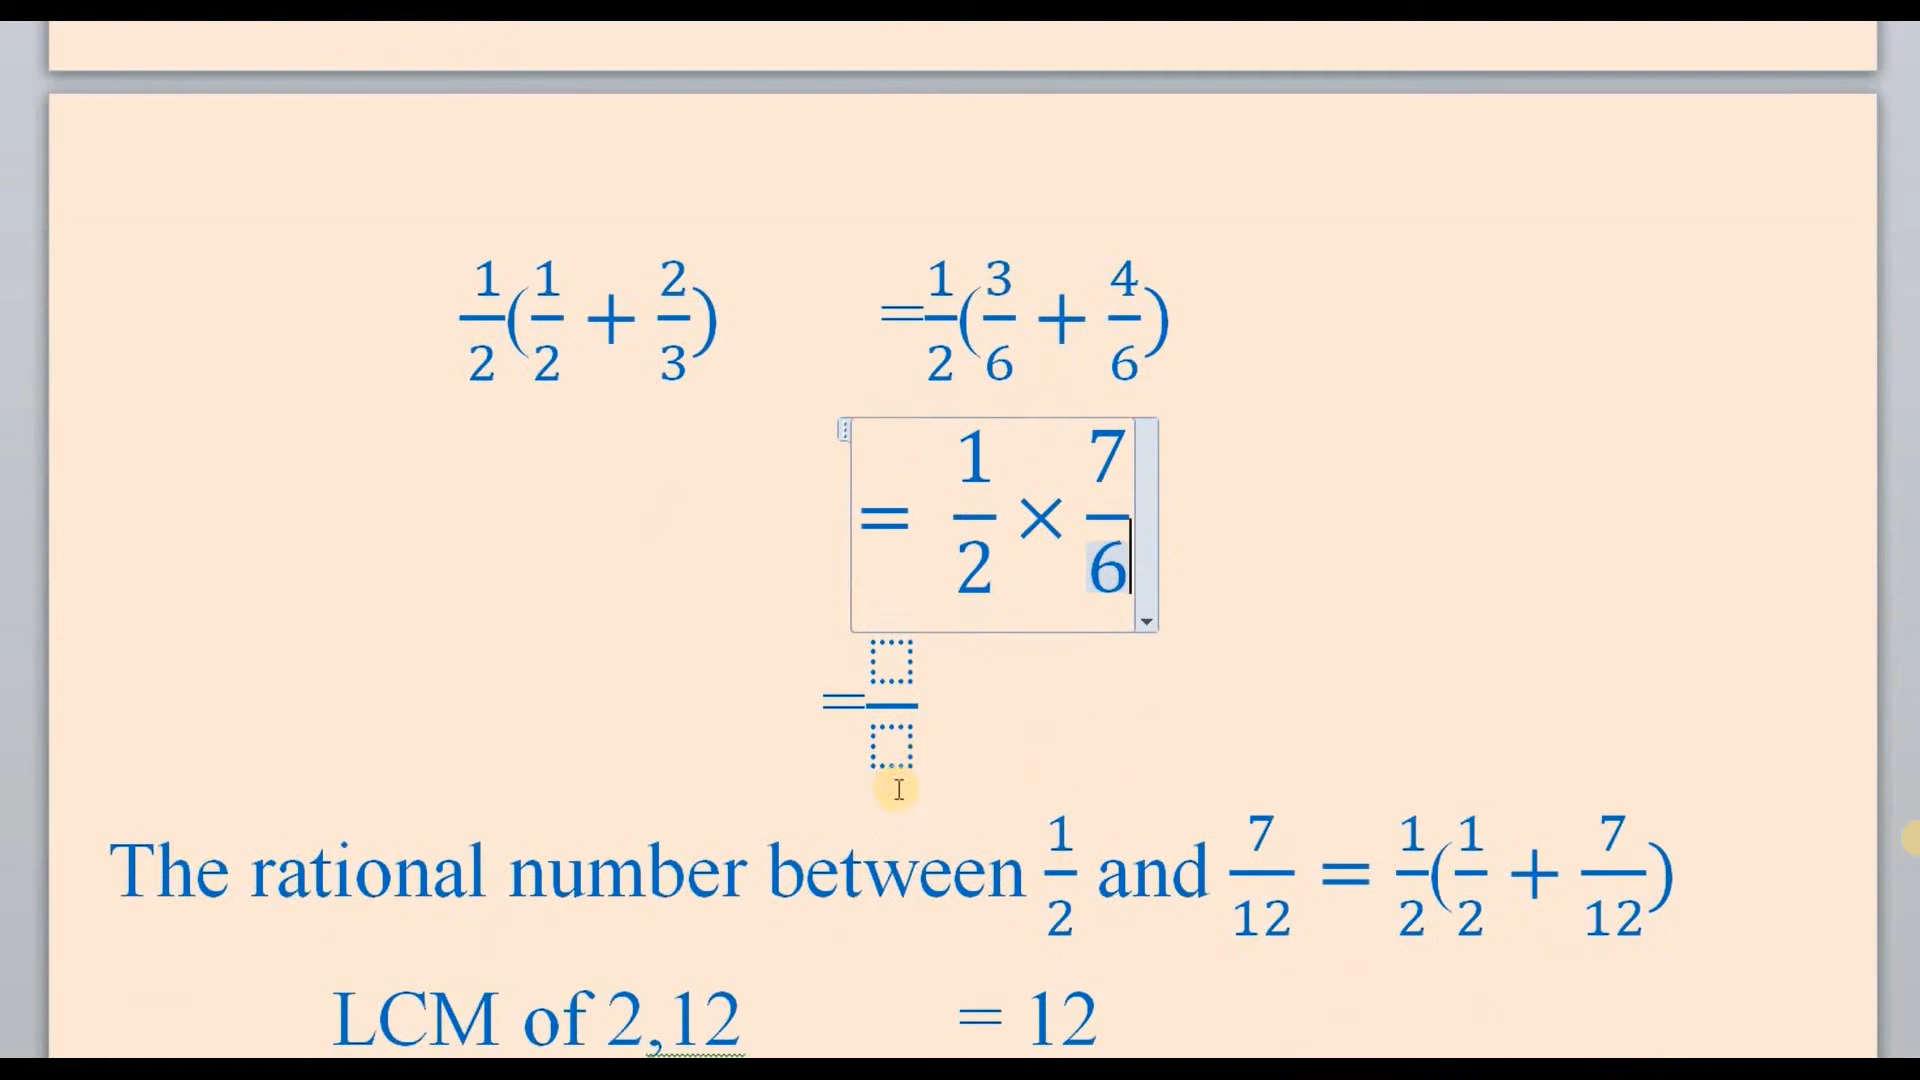 1/2(1/2 + 2/3) =1/2(3/6 + 4/6)
= 1/2 × 7/6
=
The rational number between 1/2 and 7/12 = 1/2(1/2 + 7/12)
LCM of 2,12 = 12